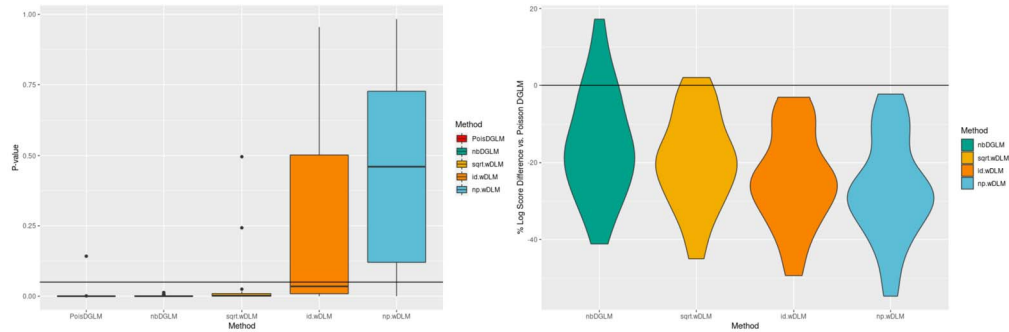 1.00
0.75
0.50
0.25
0.00
P-value
PoisDGLM nbDGLM sqrt.wDLM id.wDLM np.wDLM
Method
Method
PoisDGLM
nbDGLM
sqrt.wDLM
id.wDLM
np.wDLM
20
0
-20
-40
% Log Score Difference vs. Poisson DGLM
nbDGLM sqrt.wDLM id.wDLM np.wDLM
Method
Method
nbDGLM
sqrt.wDLM
id.wDLM
np.wDLM